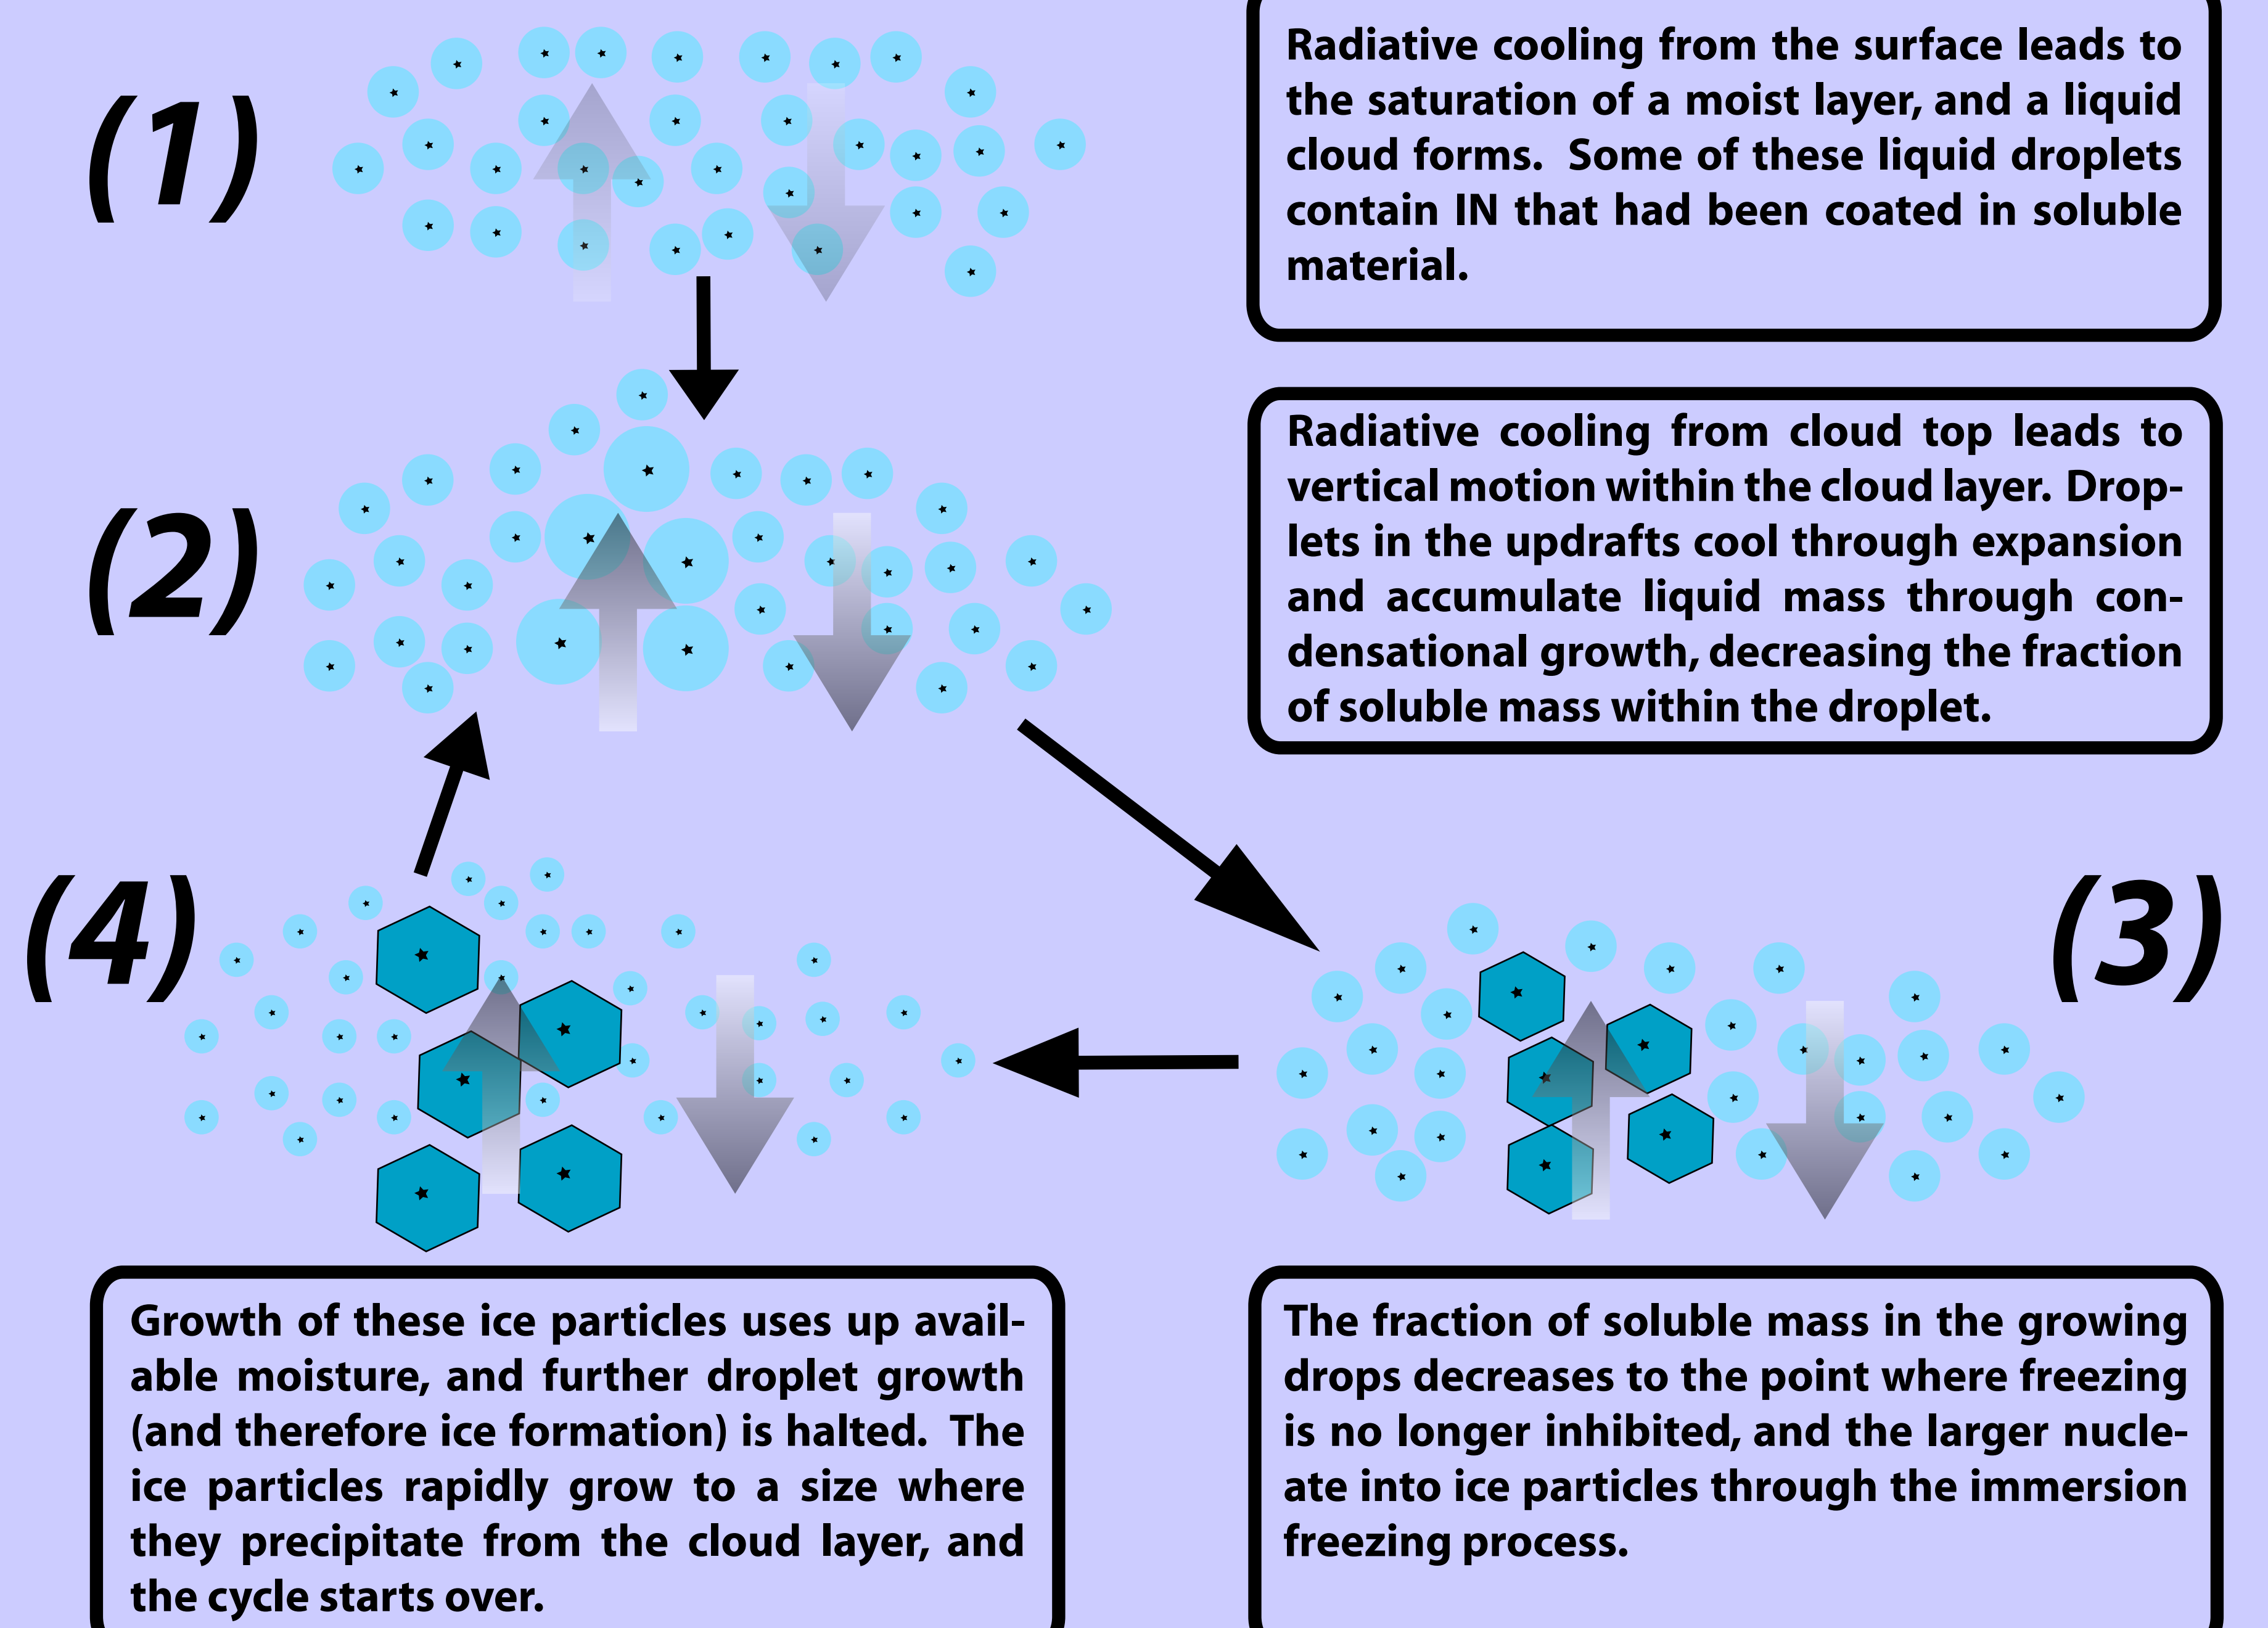 (1)
Radiative cooling from the surface leads to
the saturation of a moist layer, and a liquid
cloud forms.  Some of these liquid droplets
contain IN that had been coated in soluble
material.
(2)
Radiative cooling from cloud top leads to
vertical motion within the cloud layer. Drop-
lets in the updrafts cool through expansion
and accumulate liquid mass through con-
densational growth, decreasing the fraction
of soluble mass within the droplet.
(3)
The fraction of soluble mass in the growing
drops decreases to the point where freezing
is no longer inhibited, and the larger nucle-
ate into ice particles through the immersion
freezing process.
(4)
Growth of these ice particles uses up avail-
able moisture, and further droplet growth
(and therefore ice formation) is halted.  The
ice particles rapidly grow to a size where
they precipitate from the cloud layer, and
the cycle starts over.